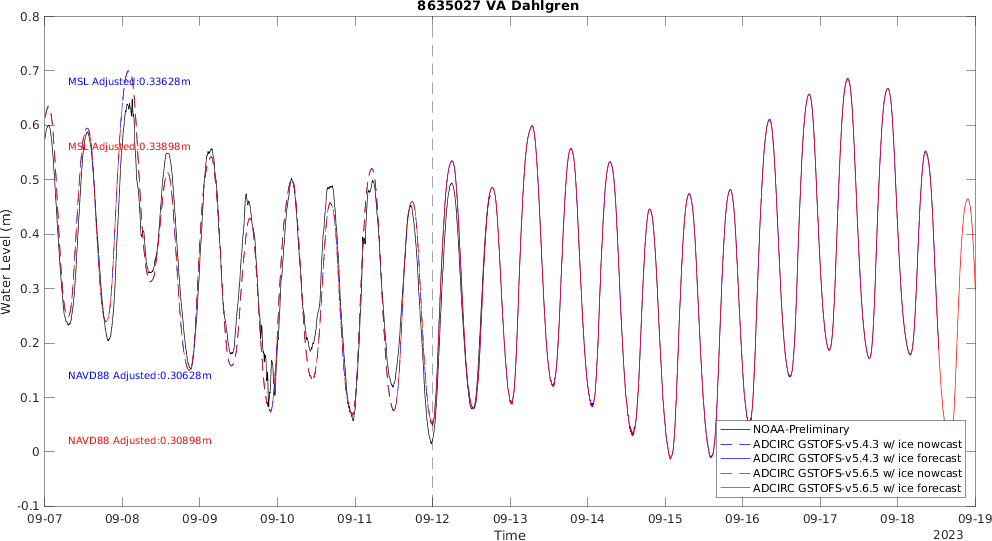 8635027 VA Dahlgren
0.8
0.7
0.6
0.5
0.4
0.3
0.2
0.1
0
-0.1
Water Level (m)
MSL Adjusted:0.33628m
MSL Adjusted:0.33898m
NAVD88 Adjusted:0.30628m
NAVD88 Adjusted:0.30898m
NOAA-Preliminary
ADCIRC GSTOFS-v5.4.3 w/ ice nowcast
ADCIRC GSTOFS-v5.4.3 w/ ice forecast
ADCIRC GSTOFS-v5.6.5 w/ ice nowcast
ADCIRC GSTOFS-v5.6.5 w/ ice forecast
09-07 09-08 09-09 09-10 09-11 09-12 09-13 09-14 09-15 09-16 09-17 09-18 09-19
Time
2023